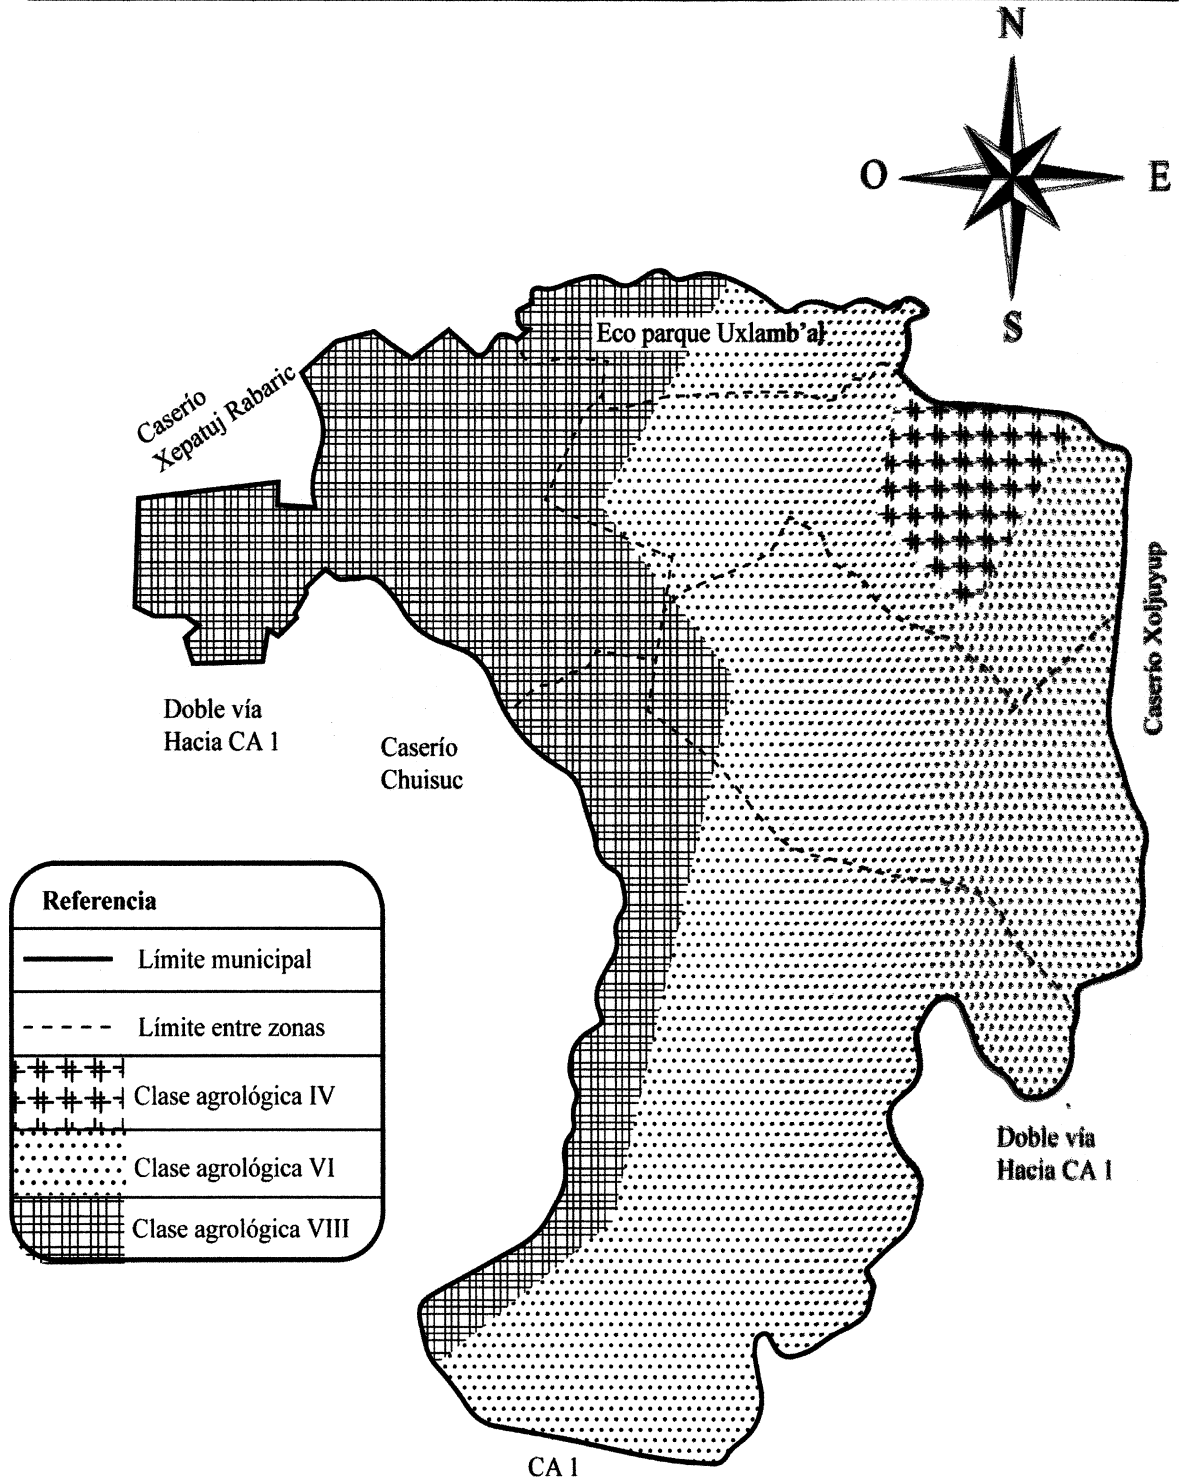 N
O
E
S
Eco parque Uxlamb'al
Caserío
Xepatuj Rabaric
Caserío Xoljuyup
Doble vía
Hacia CA 1
Caserío
Chuisuc
Referencia
Límite municipal
Límite entre zonas
Clase agrológica IV
Clase agrológica VI
Clase agrológica VIII
Doble vía
Hacia CA 1
CA 1